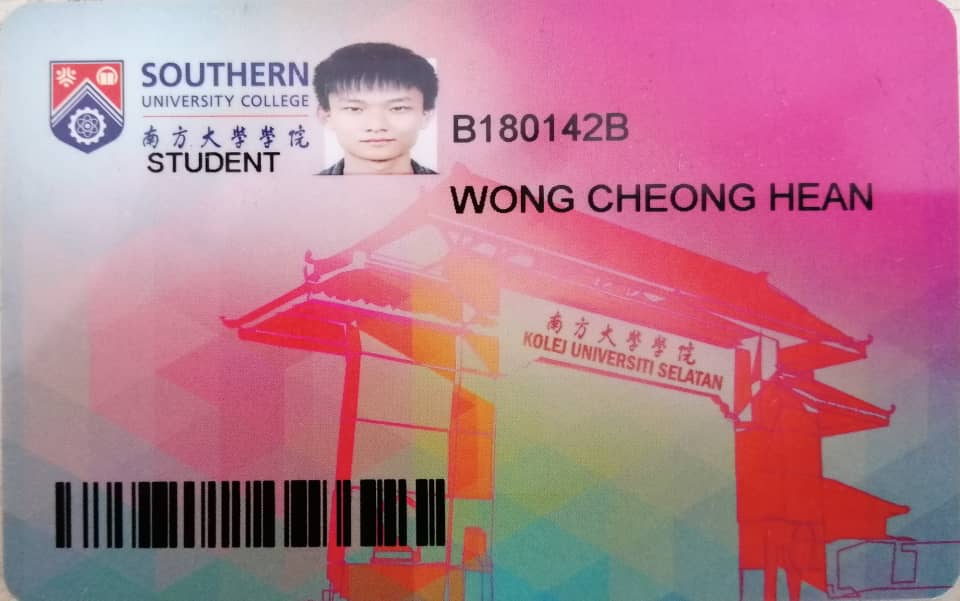 SOUTHERN
UNIVERSITY COLLEGE
南方大學學院
STUDENT
B180142B
WONG CHEONG HEAN
南方大學學院
KOLEJ UNIVERSITI SELATAN